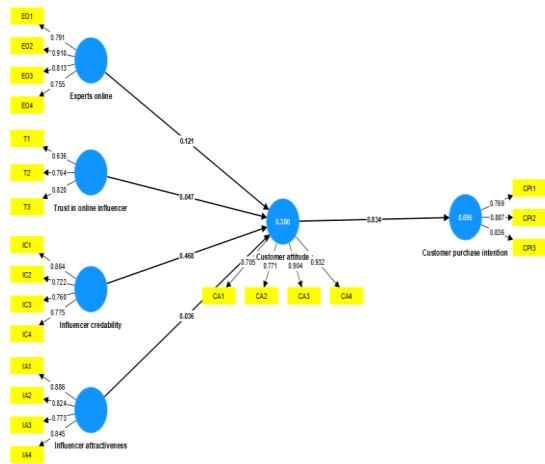 EO1
0.791
EO2
0.910
EO3
0.813
EO4
0.755
Experts online
0.121
T1
0.636
T2
0.764
T3
0.820
Trust in online influencer
0.047
IC1
0.864
IC2
0.722
IC3
0.760
IC4
0.775
Influencer credability
0.468
IA1
0.886
IA2
0.824
IA3
0.773
IA4
0.845
Influencer attractiveness
0.036
0.380
Customer attitude
0.705
0.771
0.904
0.932
CA1
CA2
CA3
CA4
0.834
0.695
Customer purchase intention
0.769
CPI1
0.887
CPI2
0.836
CPI3